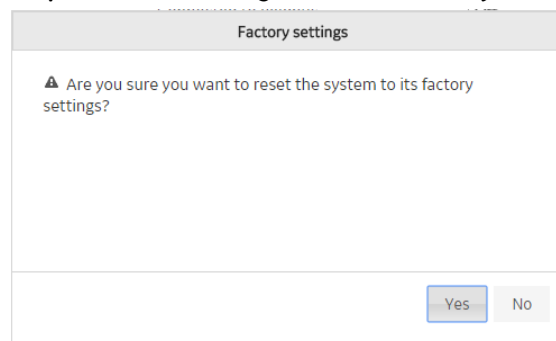 Factory settings
Are you sure you want to reset the system to its factory
settings?
Yes
No